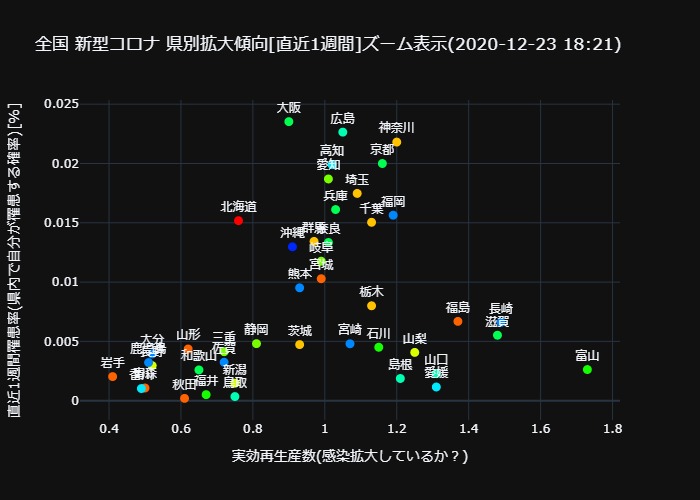 全国 新型コロナ 県別拡大傾向[直近1週間]ズーム表示(2020-12-23 18:21)
直近1週間罹患率(県内で自分が罹患する確率)[%]
0.025
0.02
0.015
0.01
0.005
0
大阪
広島
神奈川
高知
京都
愛知
埼玉
兵庫
千葉
福岡
北海道
沖縄
群馬
奈良
岐阜
宮城
熊本
栃木
福島
長崎
滋賀
大分
山形
三重
静岡
茨城
宮崎
石川
山梨
佐賀
岩手
和歌山
新潟
島根
山口
富山
秋田
福井
鳥取
愛媛
0.4
0.6
0.8
1
1.2
1.4
1.6
1.8
実効再生産数(感染拡大しているか？)